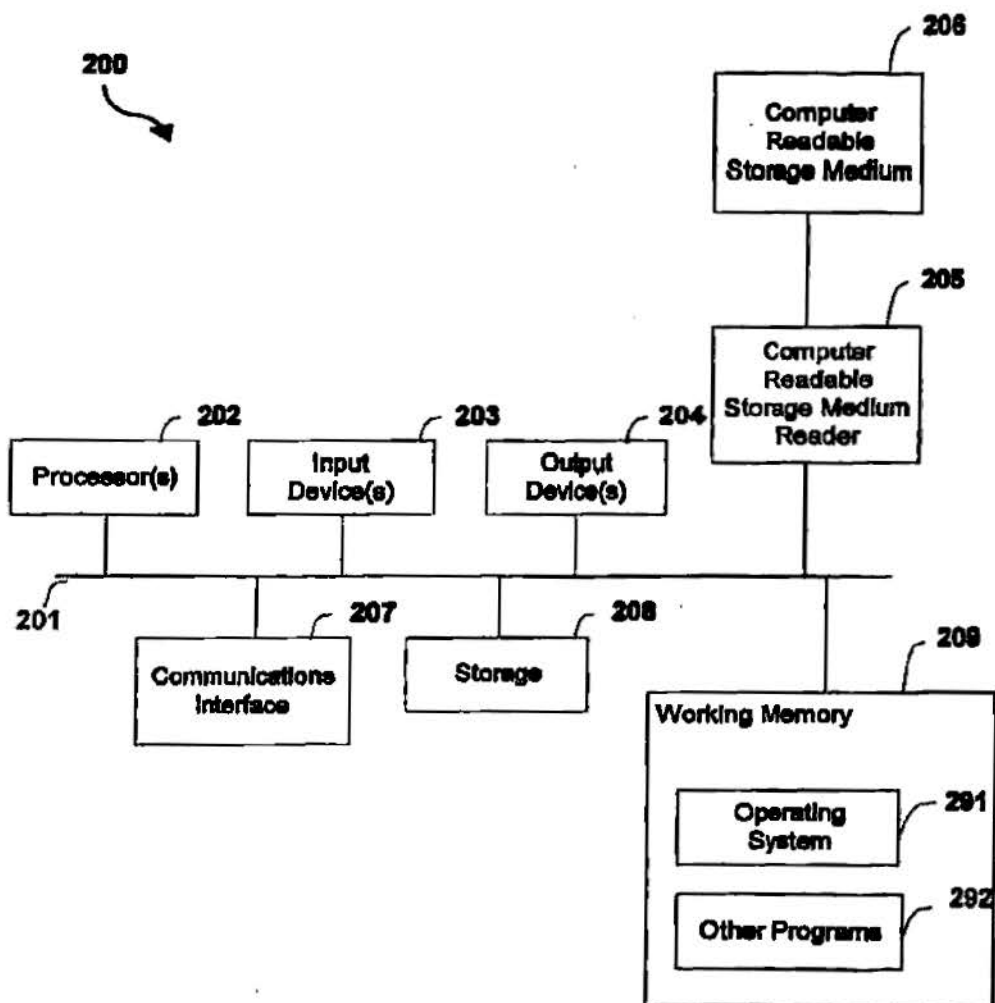 206
200
Computer
Readable
Storage Medium
205
Computer
Readable
Storage Medium
Reader
202
203
204
Processor(s)
Input
Device(s)
Output
Device(s)
201
207
208
Communications
Interface
Storage
209
Working Memory
291
Operating
System
292
Other Programs